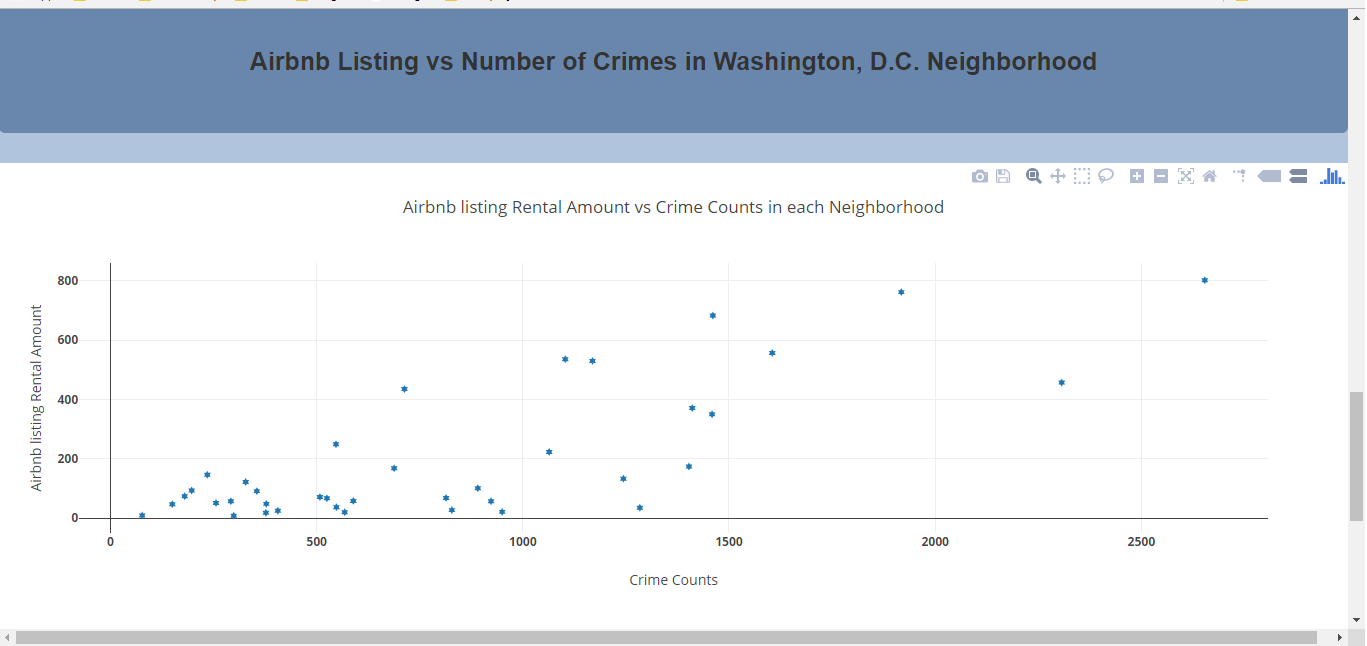 Airbnb Listing vs Number of Crimes in Washington, D.C. Neighborhood
Airbnb listing Rental Amount vs Crime Counts in each Neighborhood
Airbnb listing Rental Amount
800
600
400
200
0
0 500 1000 1500 2000 2500
Crime Counts